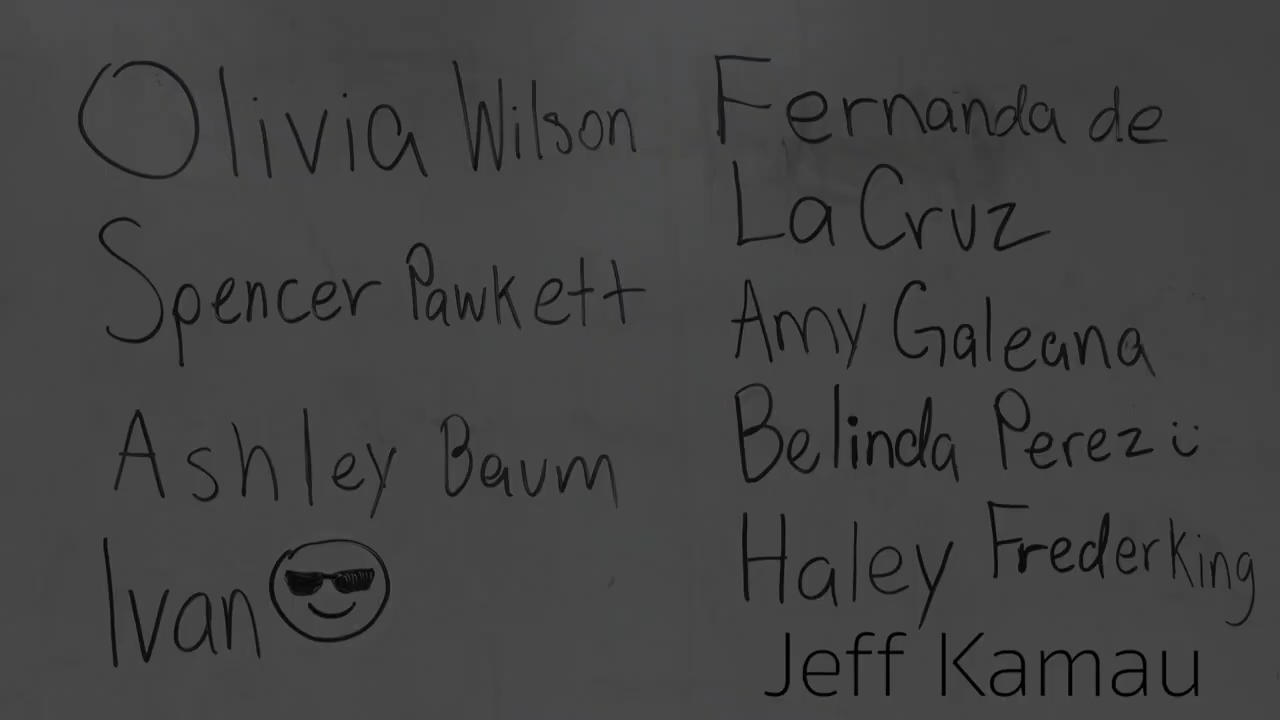 Olivia Wilson
Spencer Pawkett
Ashley Baum
Ivan
Fernanda de
La Cruz
Amy Galeana
Belinda Perez
Haley Frederking
Jeff Kamau